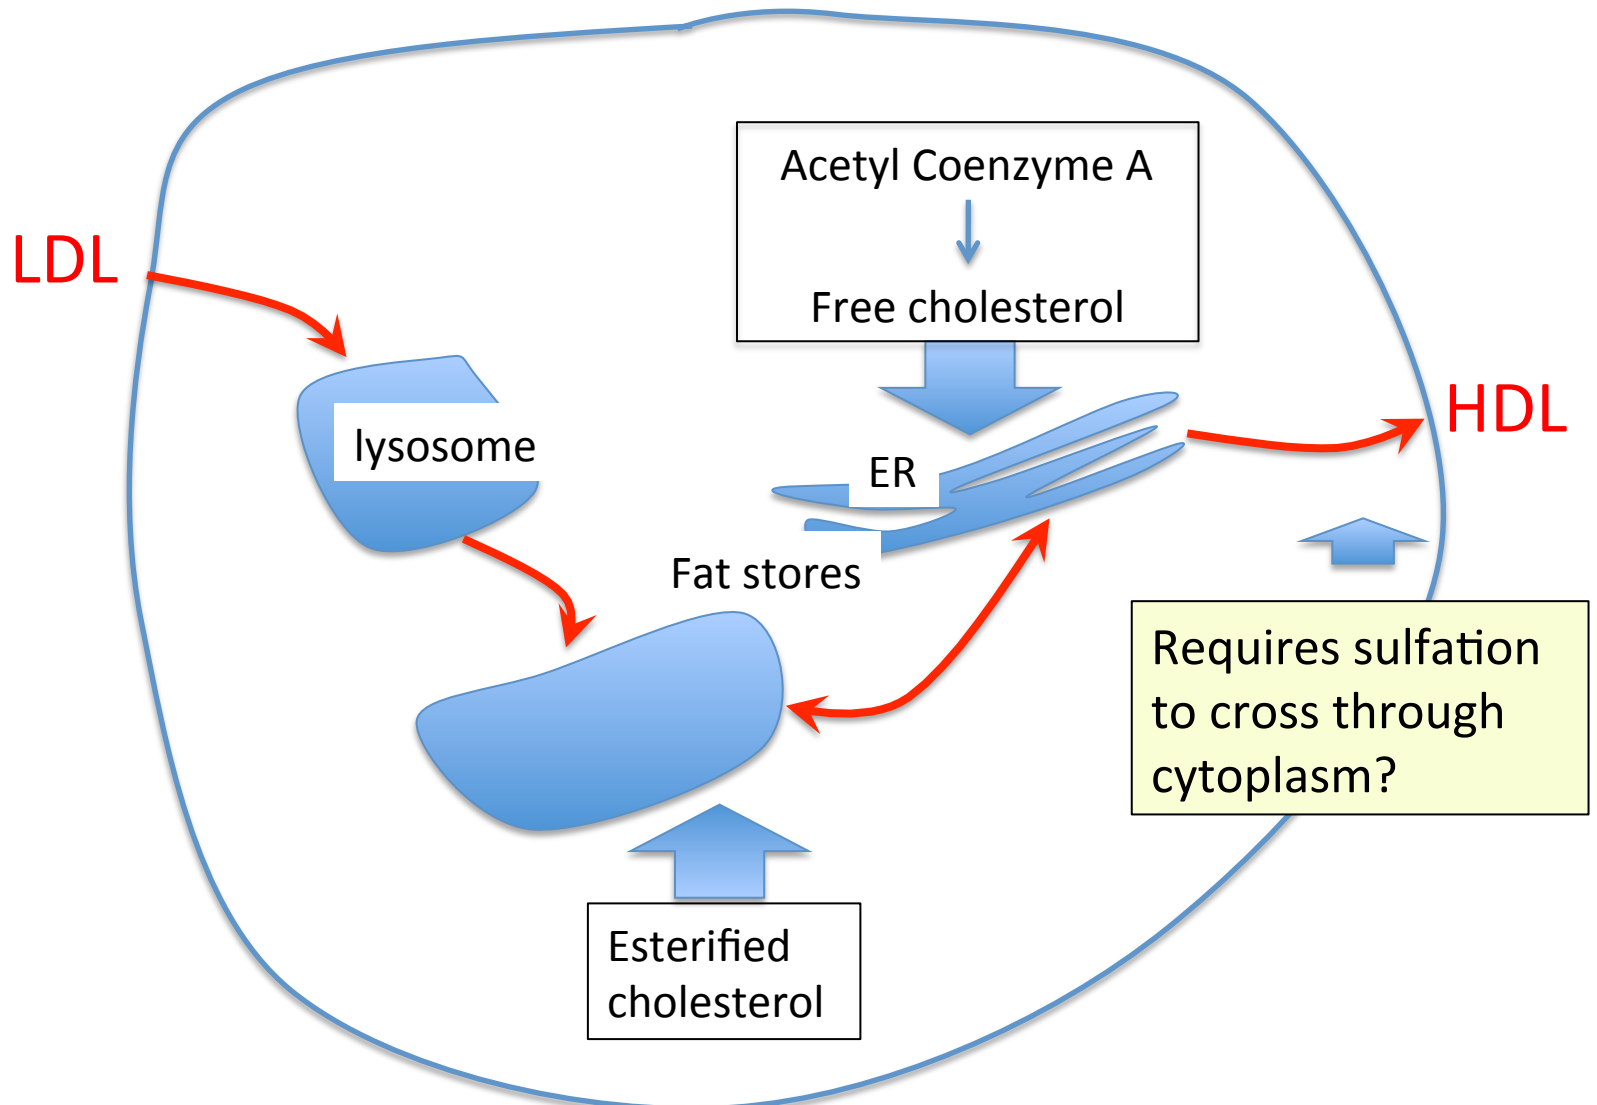 Acetyl Coenzyme A
LDL
Free cholesterol
HDL
lysosome
ER
Fat stores
Requires sulfation
to cross through
cytoplasm?
Esterified
cholesterol